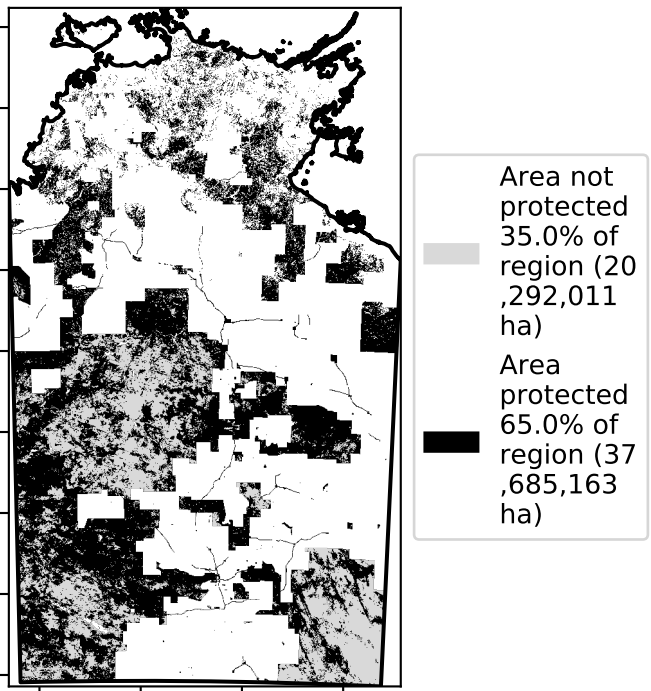 Area not
protected
35.0% of
region (20
,292,011
ha)
Area
protected
65.0% of
region (37
,685,163
ha)